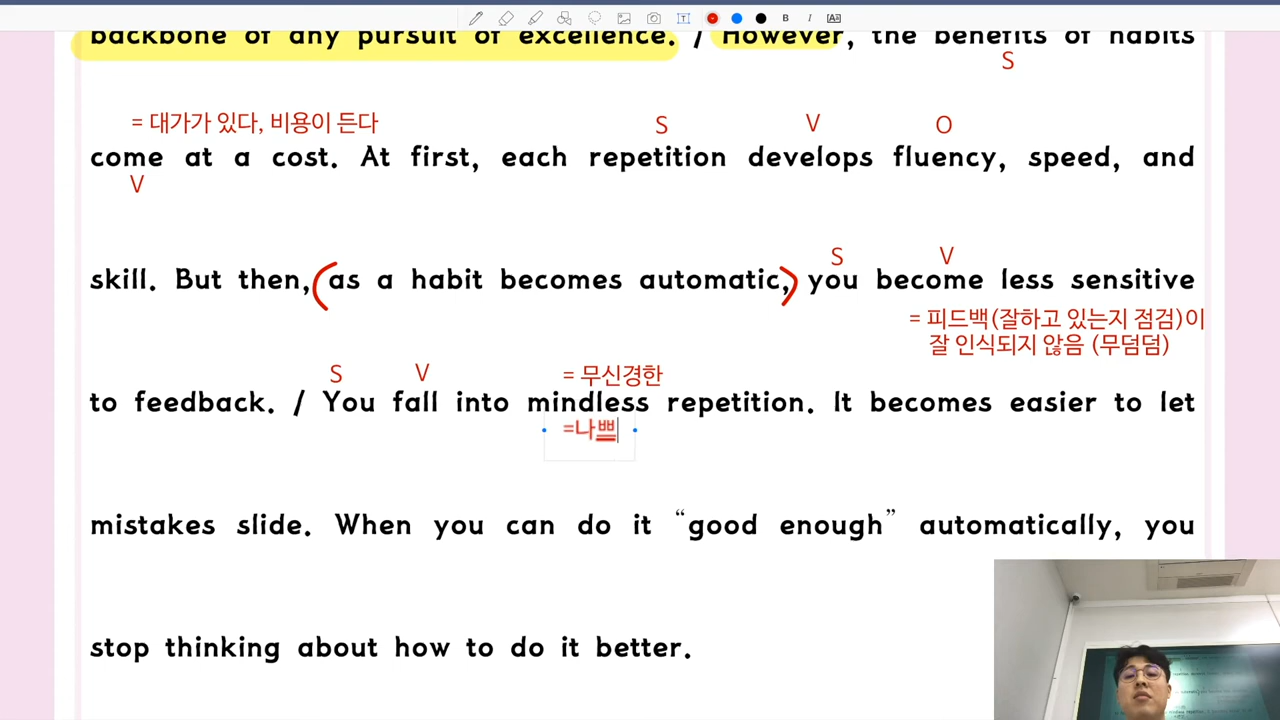 backbone of any pursuit of excellence. / However, the benefits of habits
S
= 대가가 있다, 비용이 든다
S V O
come at a cost. At first, each repetition develops fluency, speed, and
V
S V
skill. But then, (as a habit becomes automatic,) you become less sensitive
= 피드백(잘하고 있는지 점검)이
잘 인식되지 않음 (무덤덤)
S V = 무신경한
to feedback. / You fall into mindless repetition. It becomes easier to let
=나쁘
mistakes slide. When you can do it “good enough” automatically, you
stop thinking about how to do it better.